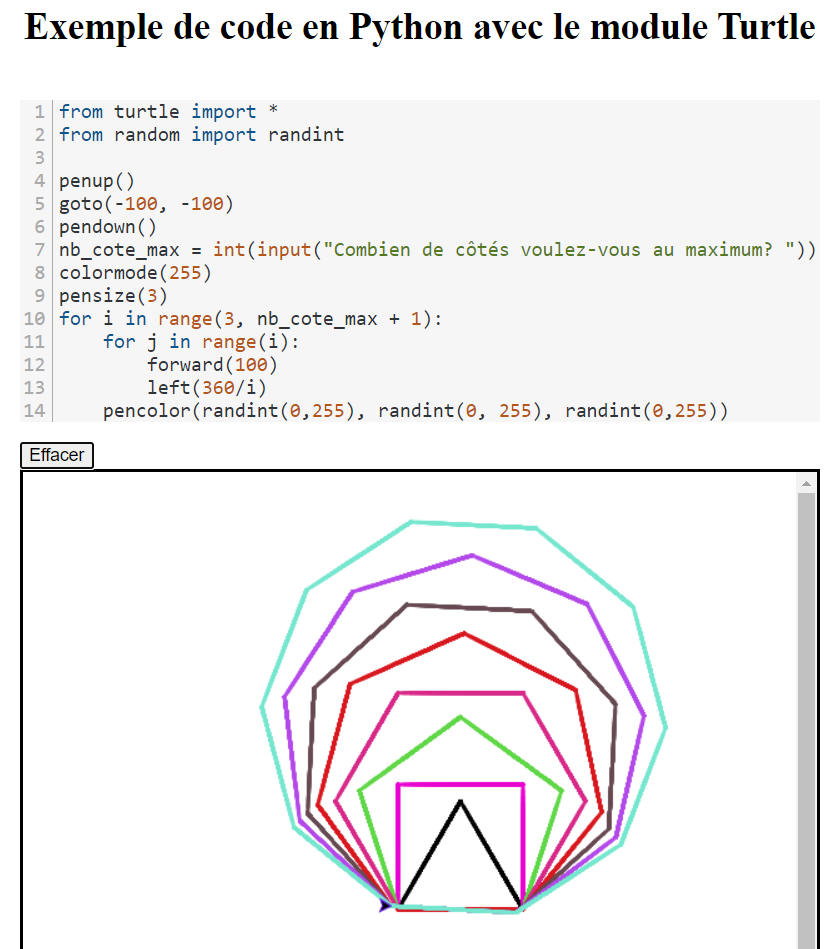 Exemple de code en Python avec le module Turtle
1 from turtle import *
2 from random import randint
3
4 penup()
5 goto(-100, -100)
6 pendown()
7 nb_cote_max = int(input("Combien de côtés voulez-vous au maximum? "))
8 colormode(255)
9 pensize(3)
10 for i in range(3, nb_cote_max + 1):
11     for j in range(i):
12         forward(100)
13         left(360/i)
14     pencolor(randint(0,255), randint(0, 255), randint(0,255))
Effacer